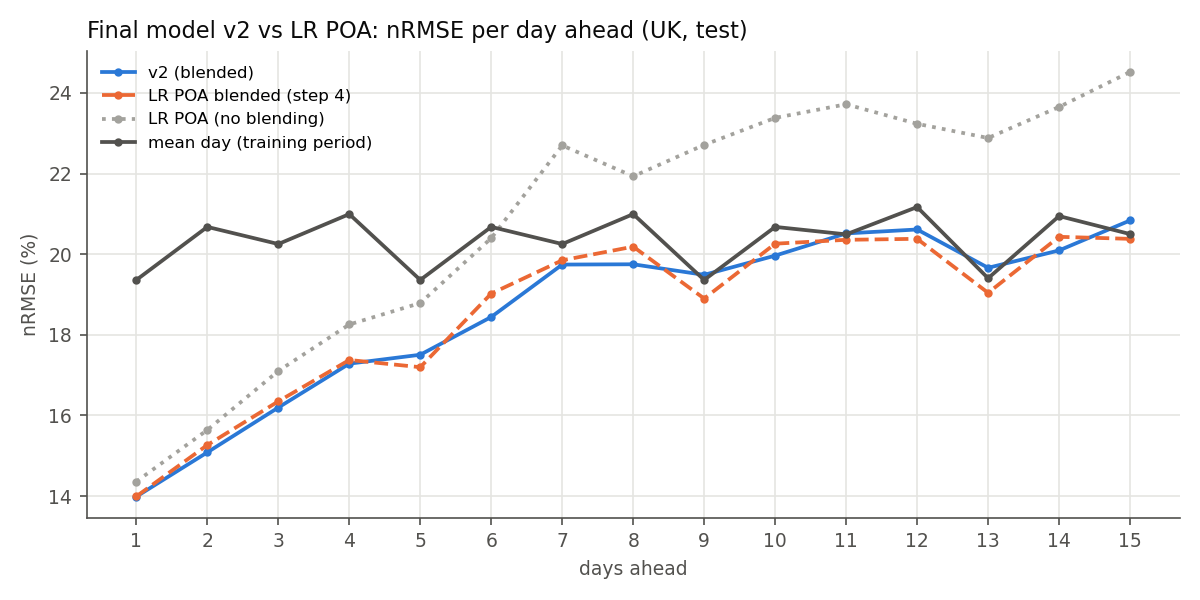 Final model v2 vs LR POA: nRMSE per day ahead (UK, test)
v2 (blended)
LR POA blended (step 4)
LR POA (no blending)
mean day (training period)
nRMSE (%)
24
22
20
18
16
14
1 2 3 4 5 6 7 8 9 10 11 12 13 14 15
days ahead